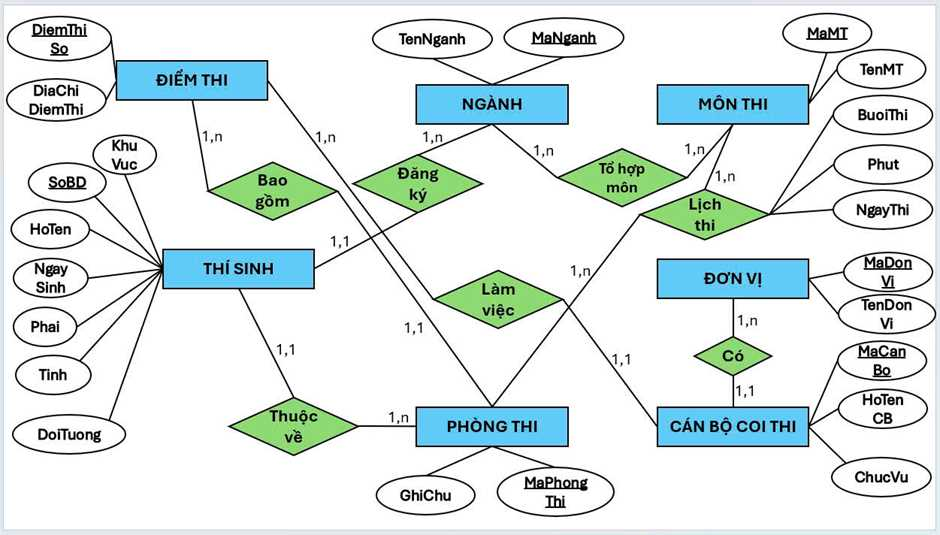 DiemThi
So
DiaChi
DiemThi
ĐIỂM THI
TenNganh
MaNganh
NGÀNH
MaMT
TenMT
MÔN THI
BuoiThi
Phut
NgayThi
1,n
1,n
1,n
1,n
1,n
1,n
Khu
Vuc
SoBD
HoTen
Ngay
Sinh
Phai
Tinh
DoiTuong
Bao
gồm
Đăng
ký
Tổ hợp
môn
Lịch
thi
THÍ SINH
1,1
1,n
ĐƠN VỊ
MaDon
Vi
TenDon
Vi
Làm
việc
1,1
1,n
Có
1,1
1,1
1,1
MaCan
Bo
HoTen
CB
ChucVu
Thuộc
về
1,n
PHÒNG THI
CÁN BỘ COI THI
GhiChu
MaPhong
Thi